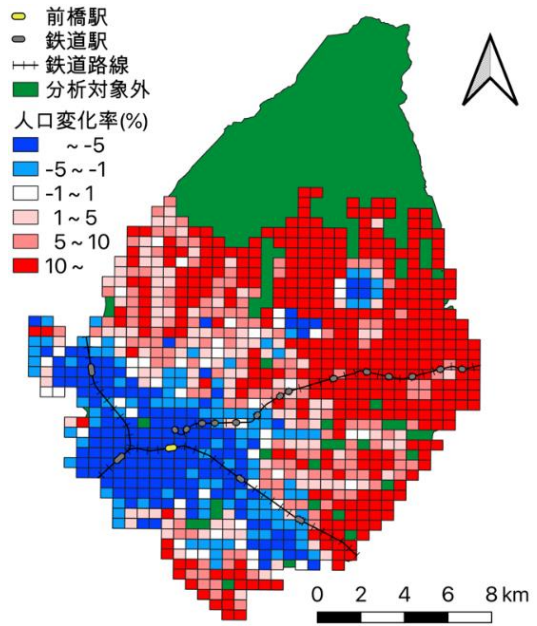 前橋駅
鉄道駅
鉄道路線
分析対象外
人口変化率(%)
~ -5
-5 ~ -1
-1 ~ 1
1 ~ 5
5 ~ 10
10 ~
0 2 4 6 8 km